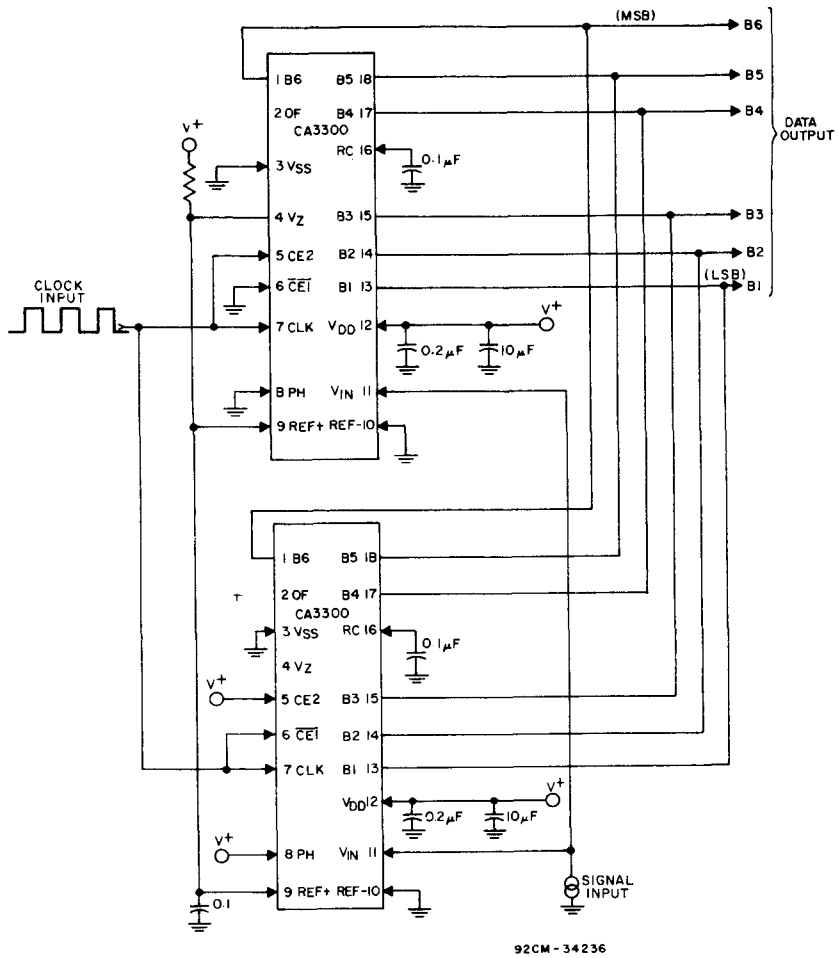 (MSB)
B6
1 B6
B5 18
B5
2 OF
B4 17
B4
CA3300
DATA
OUTPUT
V+
RC 16
0.1μF
3 VSS
4 VZ
B3 15
B3
5 CE2
B2 14
B2
CLOCK
INPUT
6 CE1
B1 13
(LSB)
B1
7 CLK
VDD 12
V+
0.2μF
10μF
8 PH
VIN 11
9 REF+
REF-10
1 B6
B5 18
2 OF
B4 17
CA3300
3 VSS
RC 16
0.1μF
4 VZ
V+
5 CE2
B3 15
6 CE1
B2 14
7 CLK
B1 13
VDD12
V+
0.2μF
10μF
V+
8 PH
VIN 11
SIGNAL
INPUT
9 REF+
REF-10
0.1
92CM-34236